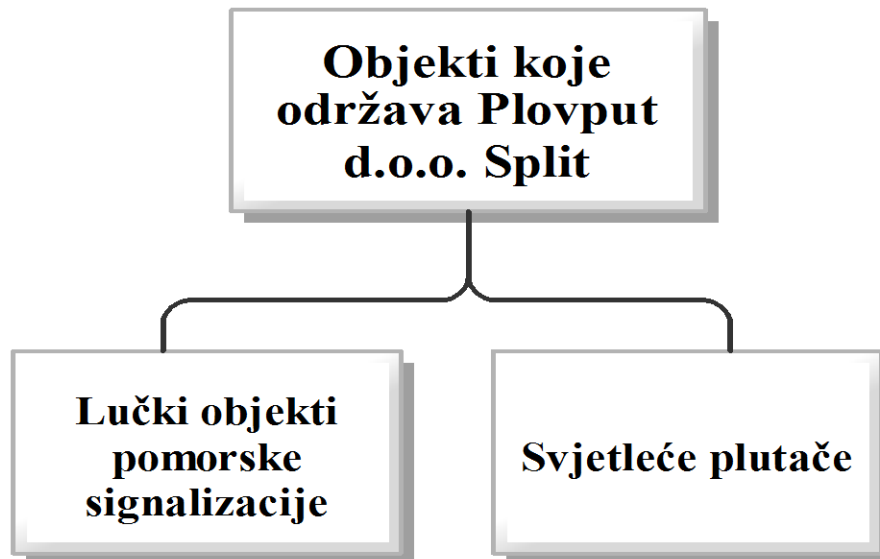 Objekti koje
održava Plovput
d.o.o. Split
Lučki objekti
pomorske
signalizacije
Svjetleće plutače